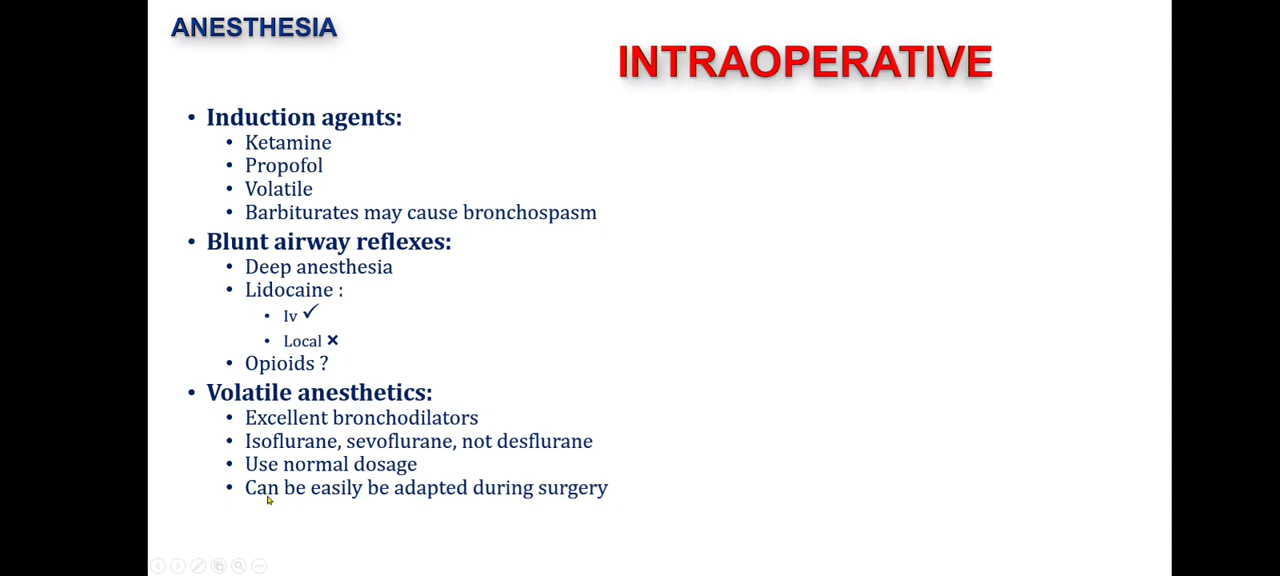 ANESTHESIA
INTRAOPERATIVE
• Induction agents:
• Ketamine
• Propofol
• Volatile
• Barbiturates may cause bronchospasm
• Blunt airway reflexes:
• Deep anesthesia
• Lidocaine :
• Iv ✓
• Local ×
• Opioids ?
• Volatile anesthetics:
• Excellent bronchodilators
• Isoflurane, sevoflurane, not desflurane
• Use normal dosage
• Can be easily be adapted during surgery